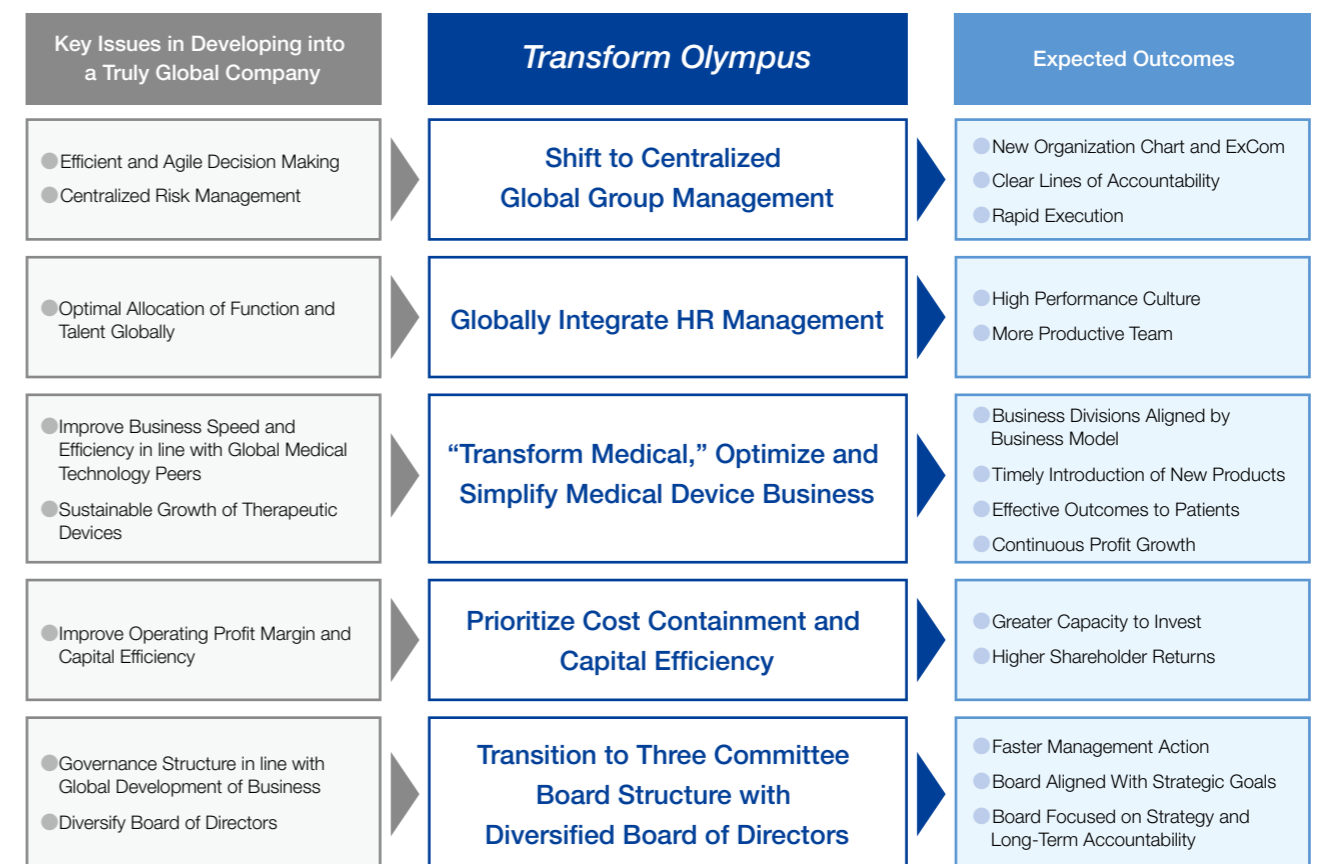 Key Issues in Developing into
a Truly Global Company
Transform Olympus
Expected Outcomes
Efficient and Agile Decision Making
Centralized Risk Management
Shift to Centralized
Global Group Management
New Organization Chart and ExCom
Clear Lines of Accountability
Rapid Execution
Optimal Allocation of Function and
Talent Globally
Globally Integrate HR Management
High Performance Culture
More Productive Team
Improve Business Speed and
Efficiency in line with Global Medical
Technology Peers
Sustainable Growth of Therapeutic
Devices
“Transform Medical,” Optimize and
Simplify Medical Device Business
Business Divisions Aligned by
Business Model
Timely Introduction of New Products
Effective Outcomes to Patients
Continuous Profit Growth
Improve Operating Profit Margin and
Capital Efficiency
Prioritize Cost Containment and
Capital Efficiency
Greater Capacity to Invest
Higher Shareholder Returns
Governance Structure in line with
Global Development of Business
Diversify Board of Directors
Transition to Three Committee
Board Structure with
Diversified Board of Directors
Faster Management Action
Board Aligned With Strategic Goals
Board Focused on Strategy and
Long-Term Accountability